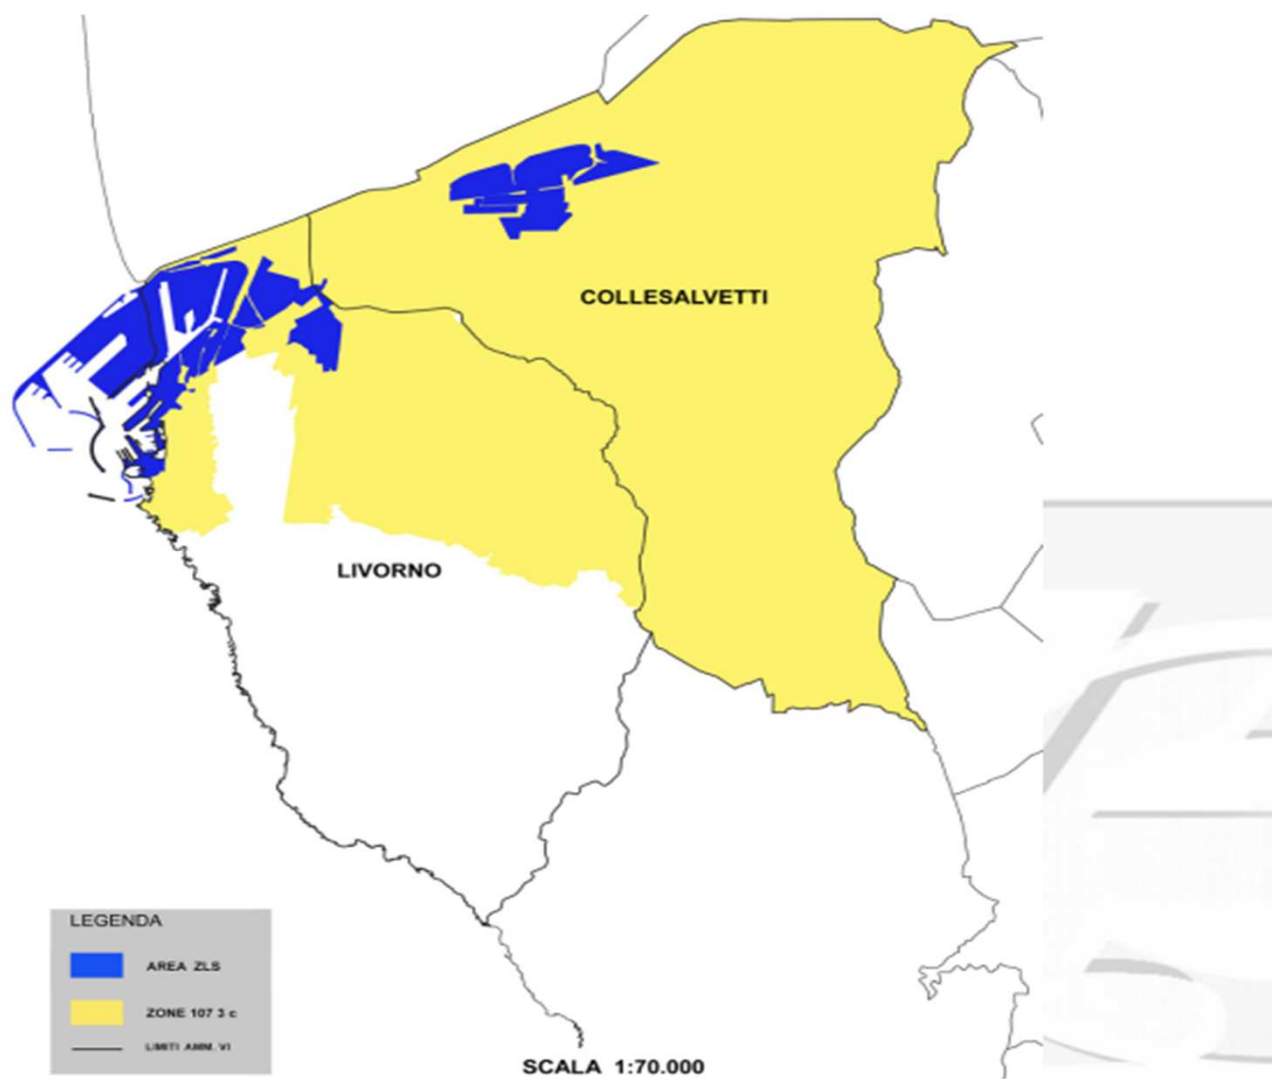 COLLESALVETTI
LIVORNO
LEGENDA
AREA ZLS
ZONE 107 3 c
LIMITI AMM. VI
SCALA 1:70.000